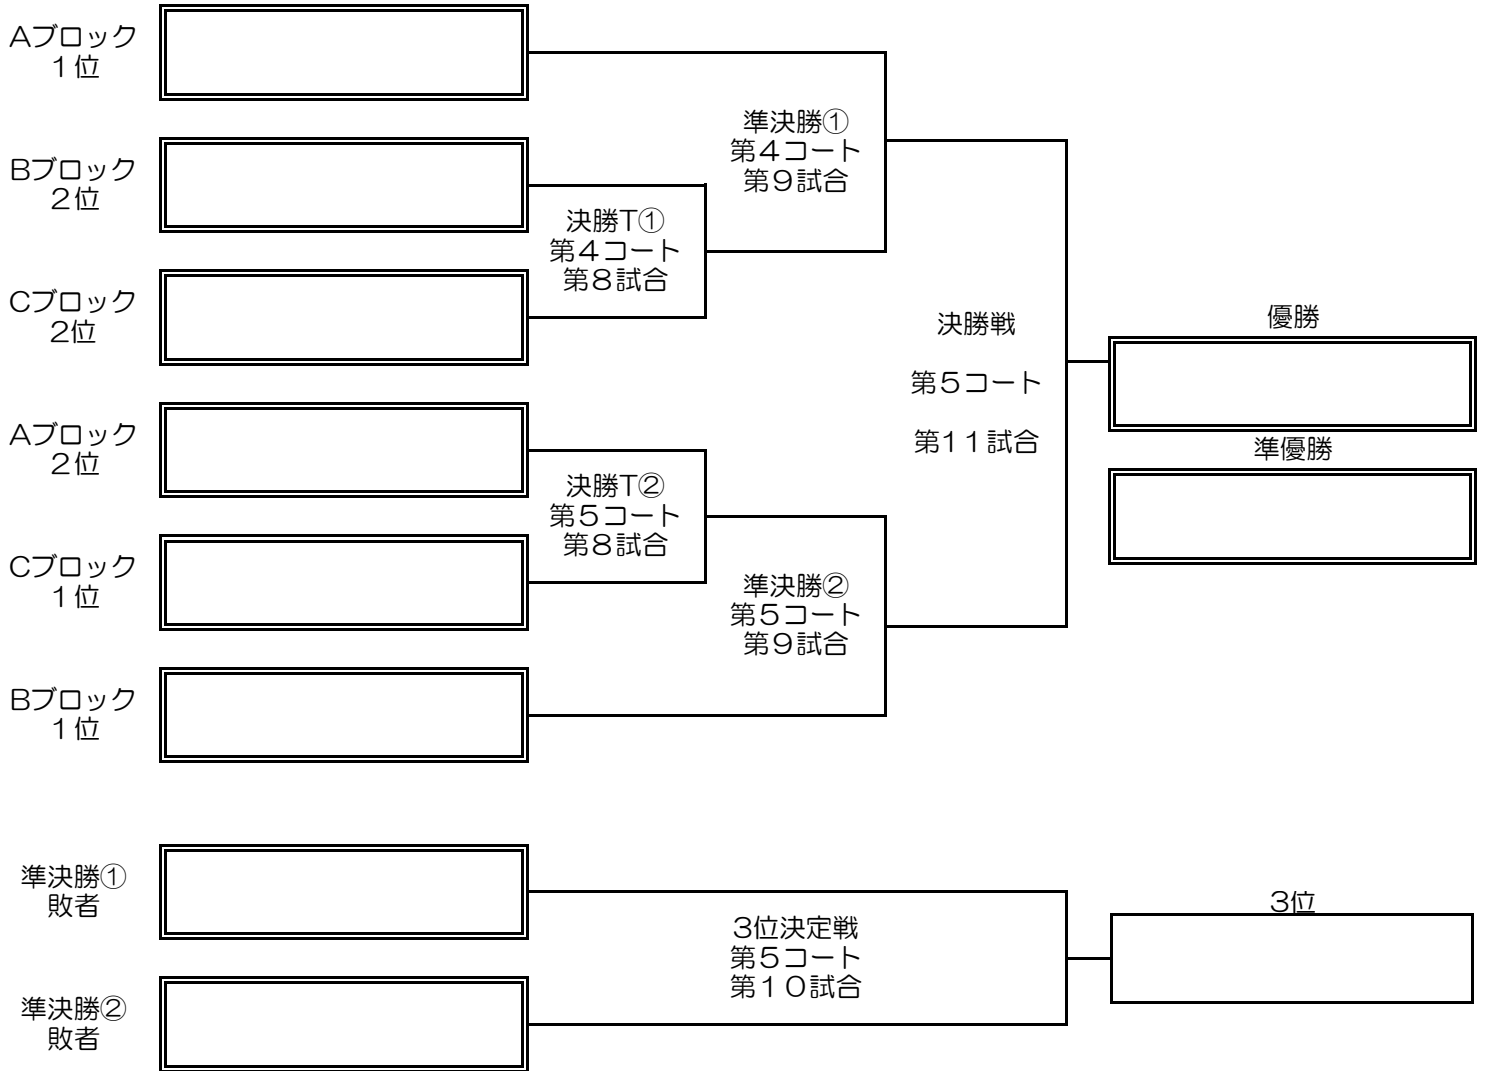 Aブロック
１位
準決勝①
第４コート
第９試合
Bブロック
２位
決勝T①
第４コート
第８試合
Cブロック
2位
決勝戦
第５コート
第１１試合
優勝
準優勝
Aブロック
２位
決勝T②
第５コート
第８試合
Cブロック
１位
準決勝②
第５コート
第９試合
Bブロック
１位
準決勝①
敗者
3位決定戦
第５コート
第１０試合
3位
準決勝②
敗者